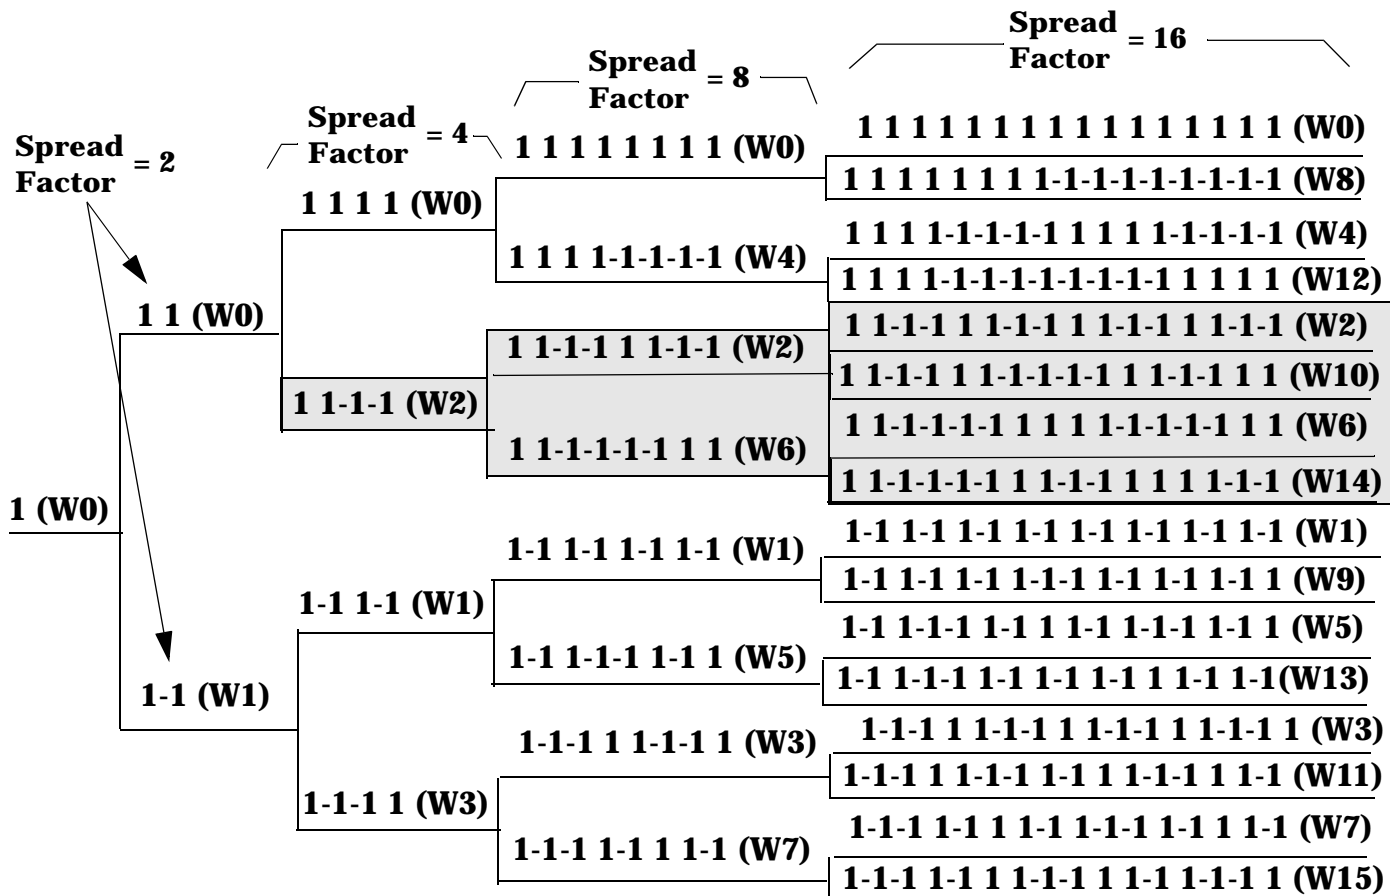 Spread Factor = 2
Spread Factor = 4
Spread Factor = 8
Spread Factor = 16
1 (W0)
1 1 (W0)
1-1 (W1)
1 1 1 1 (W0)
1 1-1-1 (W2)
1-1 1-1 (W1)
1-1-1 1 (W3)
1 1 1 1 1 1 1 1 (W0)
1 1 1 1-1-1-1-1 (W4)
1 1-1-1 1 1-1-1 (W2)
1 1-1-1-1-1 1 1 (W6)
1-1 1-1 1-1 1-1 (W1)
1-1 1-1-1 1-1 1 (W5)
1-1-1 1 1-1-1 1 (W3)
1-1-1 1-1 1 1-1 (W7)
1 1 1 1 1 1 1 1 1 1 1 1 1 1 1 1 (W0)
1 1 1 1 1 1 1 1-1-1-1-1-1-1-1-1 (W8)
1 1 1 1-1-1-1-1 1 1 1 1-1-1-1-1 (W4)
1 1 1 1-1-1-1-1-1-1-1-1 1 1 1 1 (W12)
1 1-1-1 1 1-1-1 1 1-1-1 1 1-1-1 (W2)
1 1-1-1 1 1-1-1-1-1 1 1-1-1 1 1 (W10)
1 1-1-1-1-1 1 1 1 1-1-1-1-1 1 1 (W6)
1 1-1-1-1-1 1 1-1-1 1 1 1 1-1-1 (W14)
1-1 1-1 1-1 1-1 1-1 1-1 1-1 1-1 (W1)
1-1 1-1 1-1 1-1-1 1-1 1-1 1-1 1 (W9)
1-1 1-1-1 1-1 1 1-1 1-1-1 1-1 1 (W5)
1-1 1-1-1 1-1 1-1 1-1 1 1-1 1-1(W13)
1-1-1 1 1-1-1 1 1-1-1 1 1-1-1 1 (W3)
1-1-1 1 1-1-1 1-1 1 1-1-1 1 1-1 (W11)
1-1-1 1-1 1 1-1 1-1-1 1-1 1 1-1 (W7)
1-1-1 1-1 1 1-1-1 1 1-1 1-1-1 1 (W15)